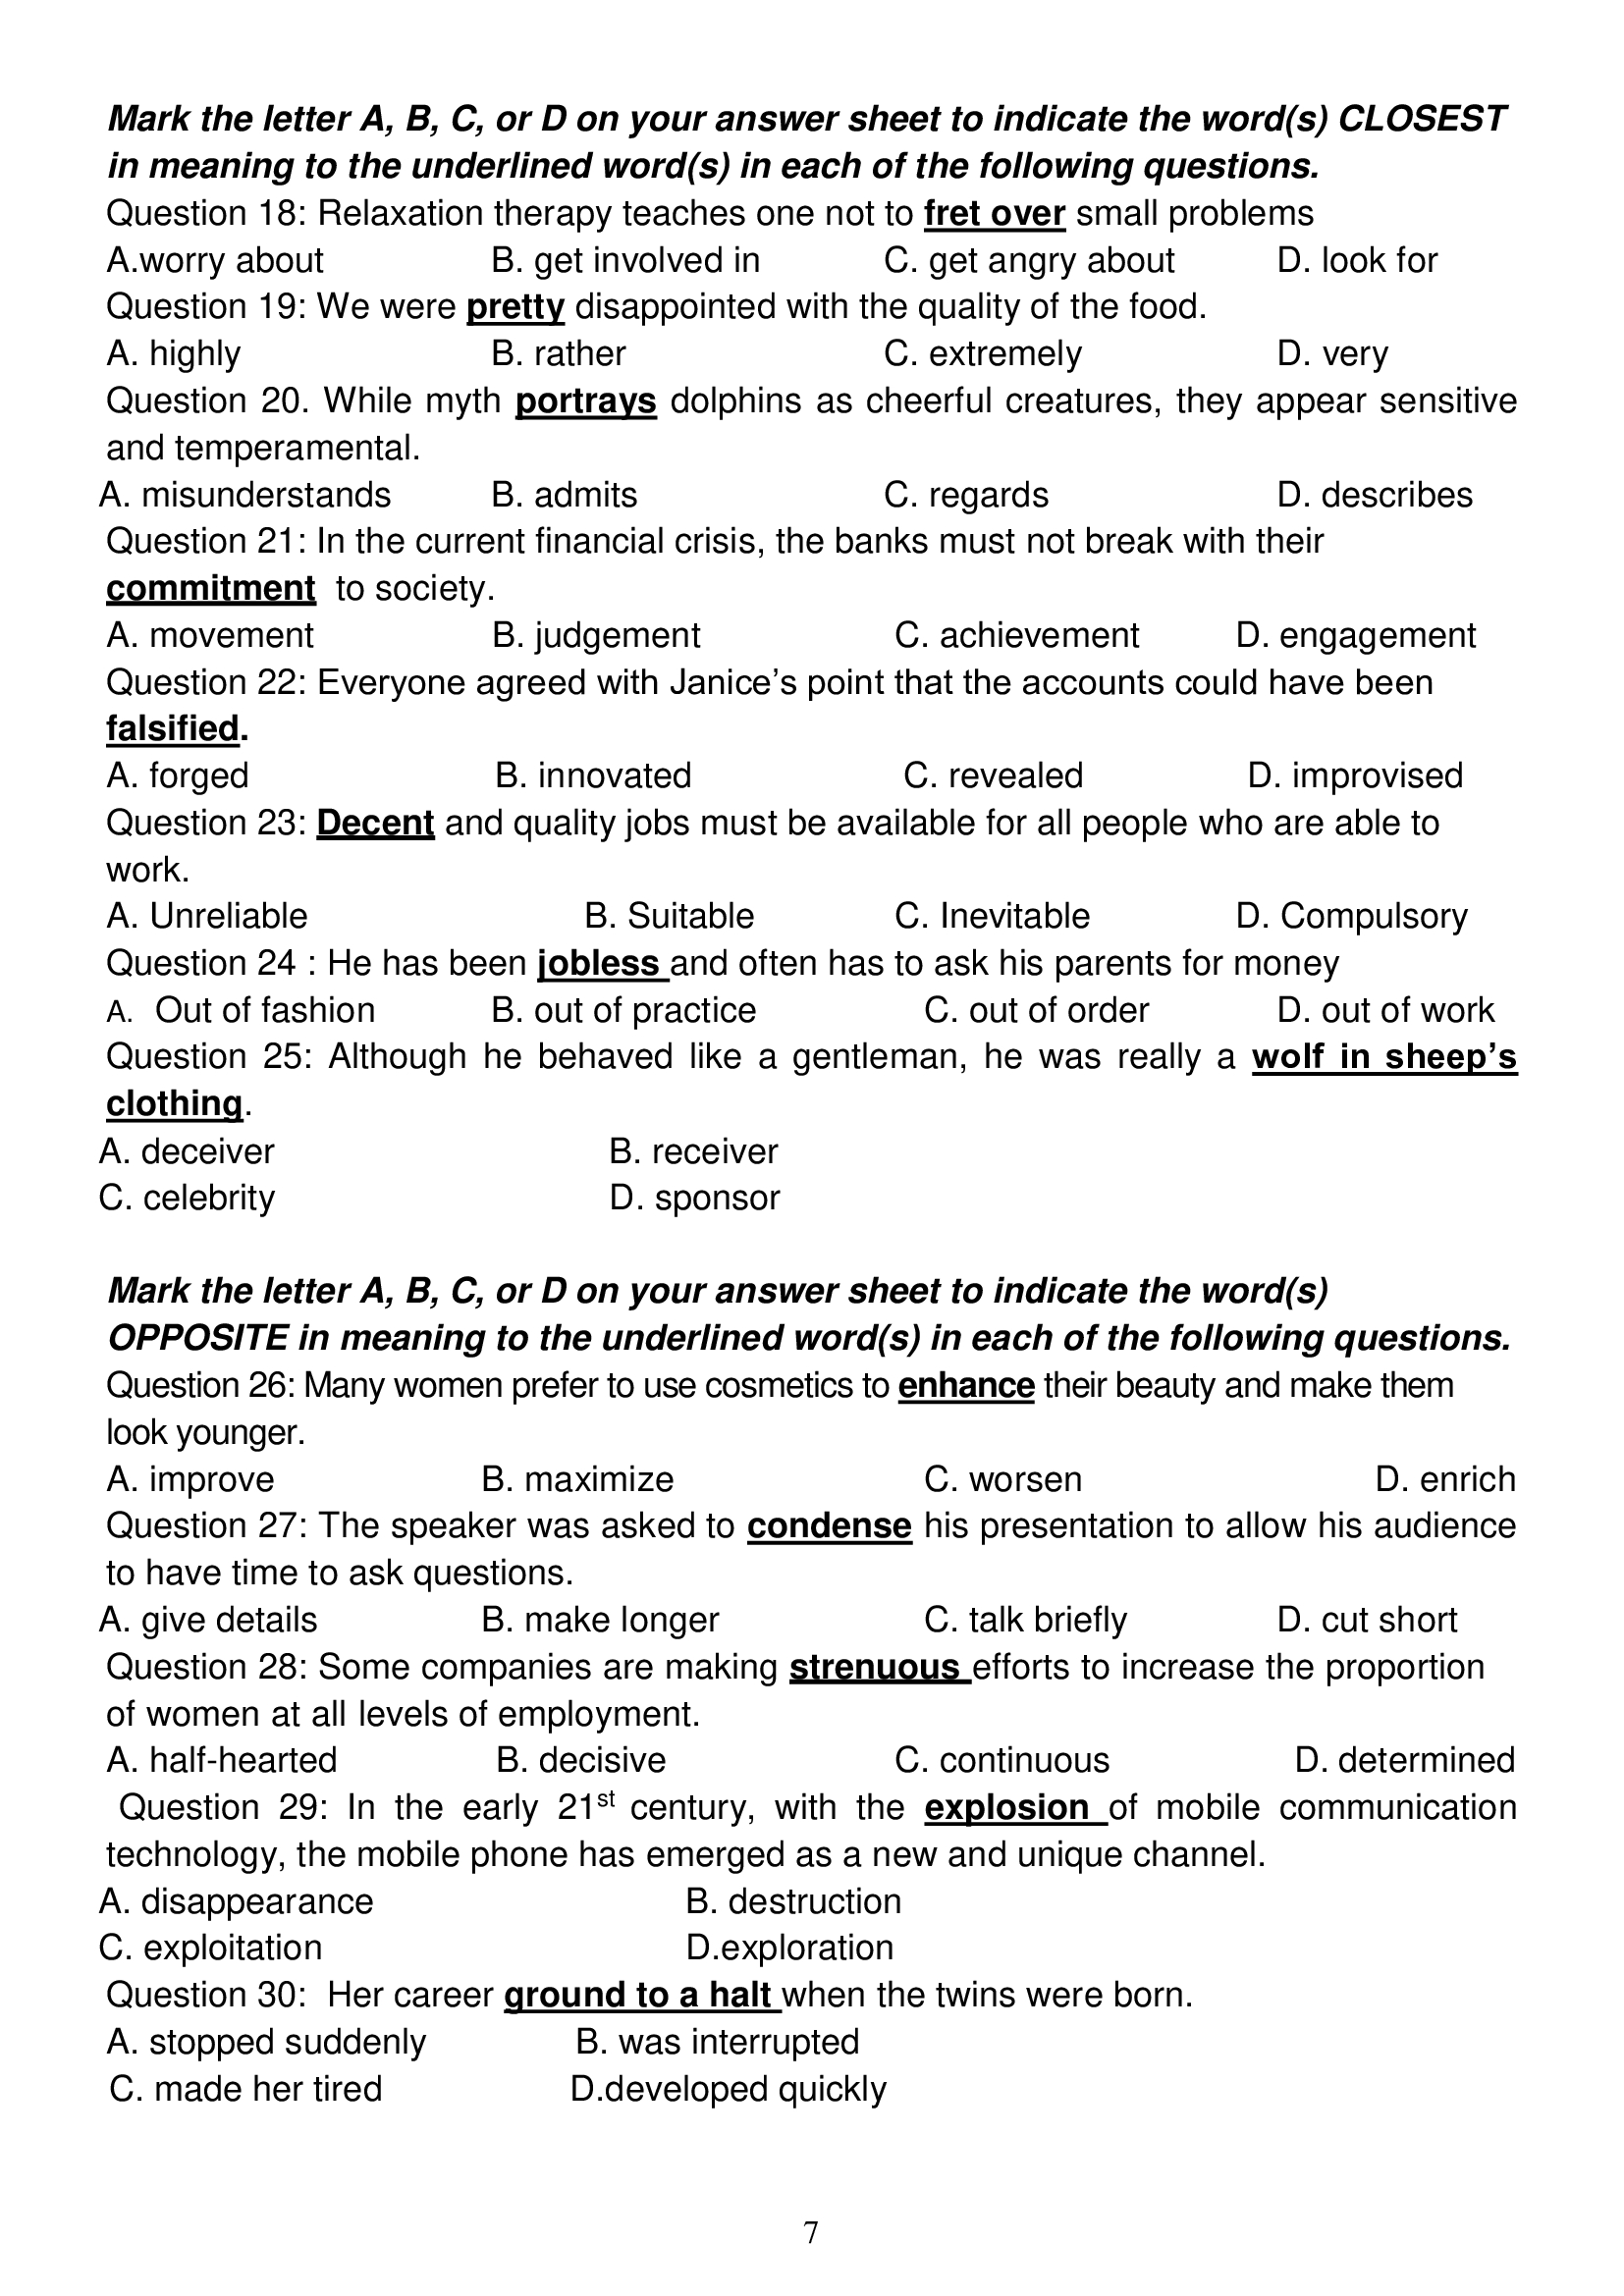 Mark the letter A, B, C, or D on your answer sheet to indicate the word(s) CLOSEST
in meaning to the underlined word(s) in each of the following questions.
Question 18: Relaxation therapy teaches one not to fret over small problems
A.worry about B. get involved in C. get angry about D. look for
Question 19: We were pretty disappointed with the quality of the food.
A. highly B. rather C. extremely D. very
Question 20. While myth portrays dolphins as cheerful creatures, they appear sensitive
and temperamental.
A. misunderstands B. admits C. regards D. describes
Question 21: In the current financial crisis, the banks must not break with their
commitment to society.
A. movement B. judgement C. achievement D. engagement
Question 22: Everyone agreed with Janice’s point that the accounts could have been
falsified.
A. forged B. innovated C. revealed D. improvised
Question 23: Decent and quality jobs must be available for all people who are able to
work.
A. Unreliable B. Suitable C. Inevitable D. Compulsory
Question 24 : He has been jobless and often has to ask his parents for money
A. Out of fashion B. out of practice C. out of order D. out of work
Question 25: Although he behaved like a gentleman, he was really a wolf in sheep’s
clothing.
A. deceiver B. receiver
C. celebrity D. sponsor
Mark the letter A, B, C, or D on your answer sheet to indicate the word(s)
OPPOSITE in meaning to the underlined word(s) in each of the following questions.
Question 26: Many women prefer to use cosmetics to enhance their beauty and make them
look younger.
A. improve B. maximize C. worsen D. enrich
Question 27: The speaker was asked to condense his presentation to allow his audience
to have time to ask questions.
A. give details B. make longer C. talk briefly D. cut short
Question 28: Some companies are making strenuous efforts to increase the proportion
of women at all levels of employment.
A. half-hearted B. decisive C. continuous D. determined
Question 29: In the early 21st century, with the explosion of mobile communication
technology, the mobile phone has emerged as a new and unique channel.
A. disappearance B. destruction
C. exploitation D.exploration
Question 30: Her career ground to a halt when the twins were born.
A. stopped suddenly B. was interrupted
C. made her tired D.developed quickly
7